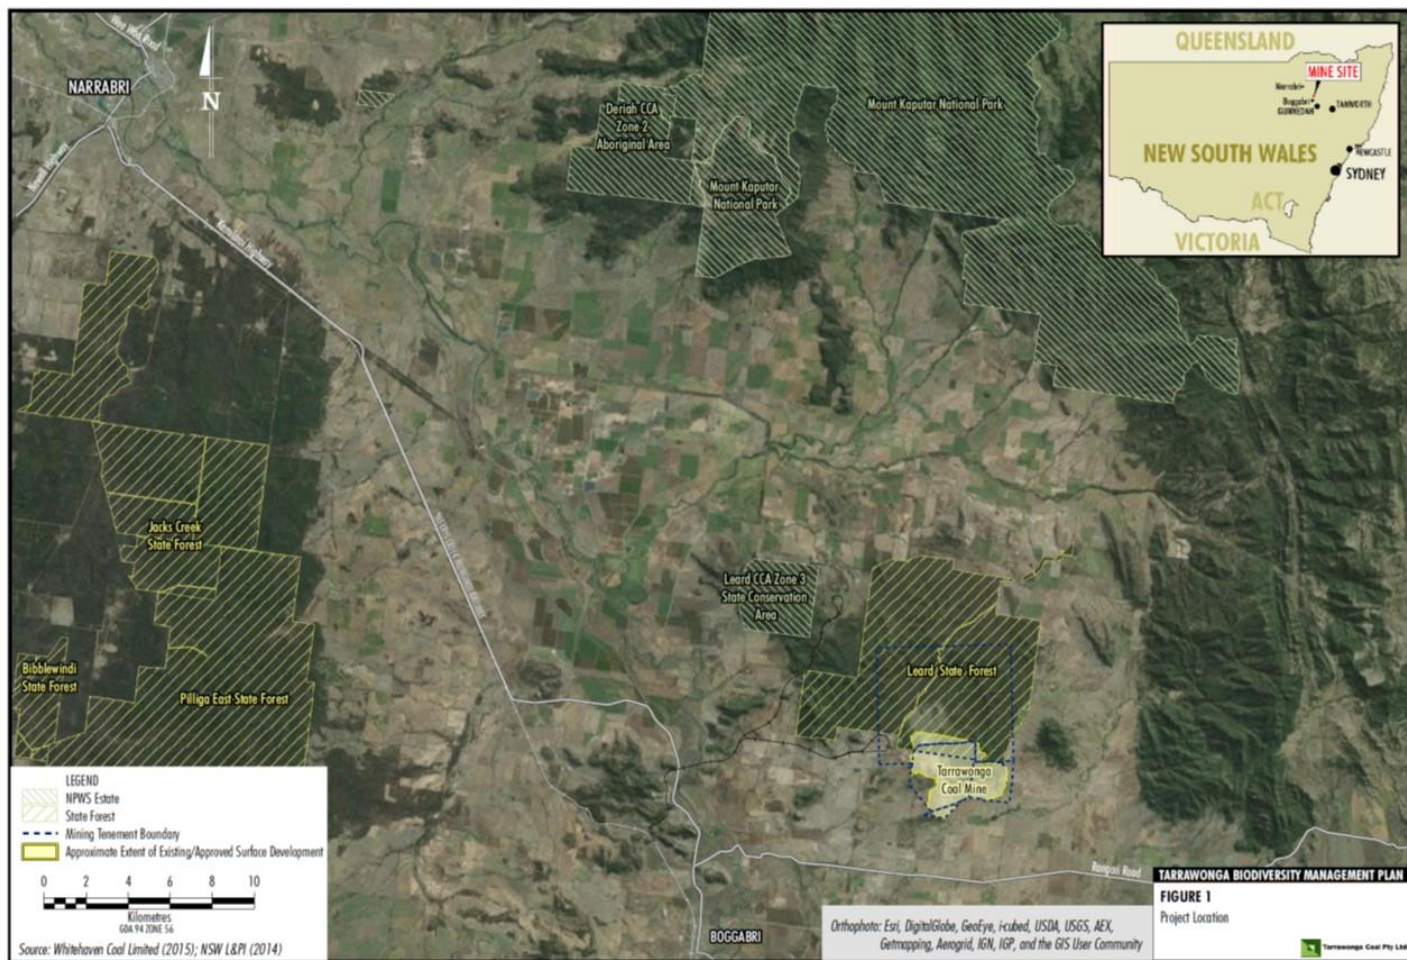 Wee Waa Road
NARRABRI
N
Newell Highway
Kamilaroi Highway
Deriah CCA
Zone 2
Aboriginal Area
Mount Kaputar
National Park
Mount Kaputar National Park
QUEENSLAND
MINE SITE
Narrabri
Boggabri
GUNNEDAH
TAMWORTH
NEW SOUTH WALES
NEWCASTLE
SYDNEY
ACT
VICTORIA
Jacks Creek
State Forest
Bibblewindi
State Forest
Pilliga East State Forest
Leard CCA Zone 3
State Conservation
Area
Leard State Forest
Tarrawonga
Coal Mine
Rangari Road
BOGGABRI
LEGEND
NPWS Estate
State Forest
Mining Tenement Boundary
Approximate Extent of Existing/Approved Surface Development
0 2 4 6 8 10
Kilometres
GDA 94 ZONE 56
Source: Whitehaven Coal Limited (2015); NSW L&PI (2014)
Orthophoto: Esri, DigitalGlobe, GeoEye, i-cubed, USDA, USGS, AEX,
Getmapping, Aerogrid, IGN, IGP, and the GIS User Community
TARRAWONGA BIODIVERSITY MANAGEMENT PLAN
FIGURE 1
Project Location
Tarrawonga Coal Pty Ltd